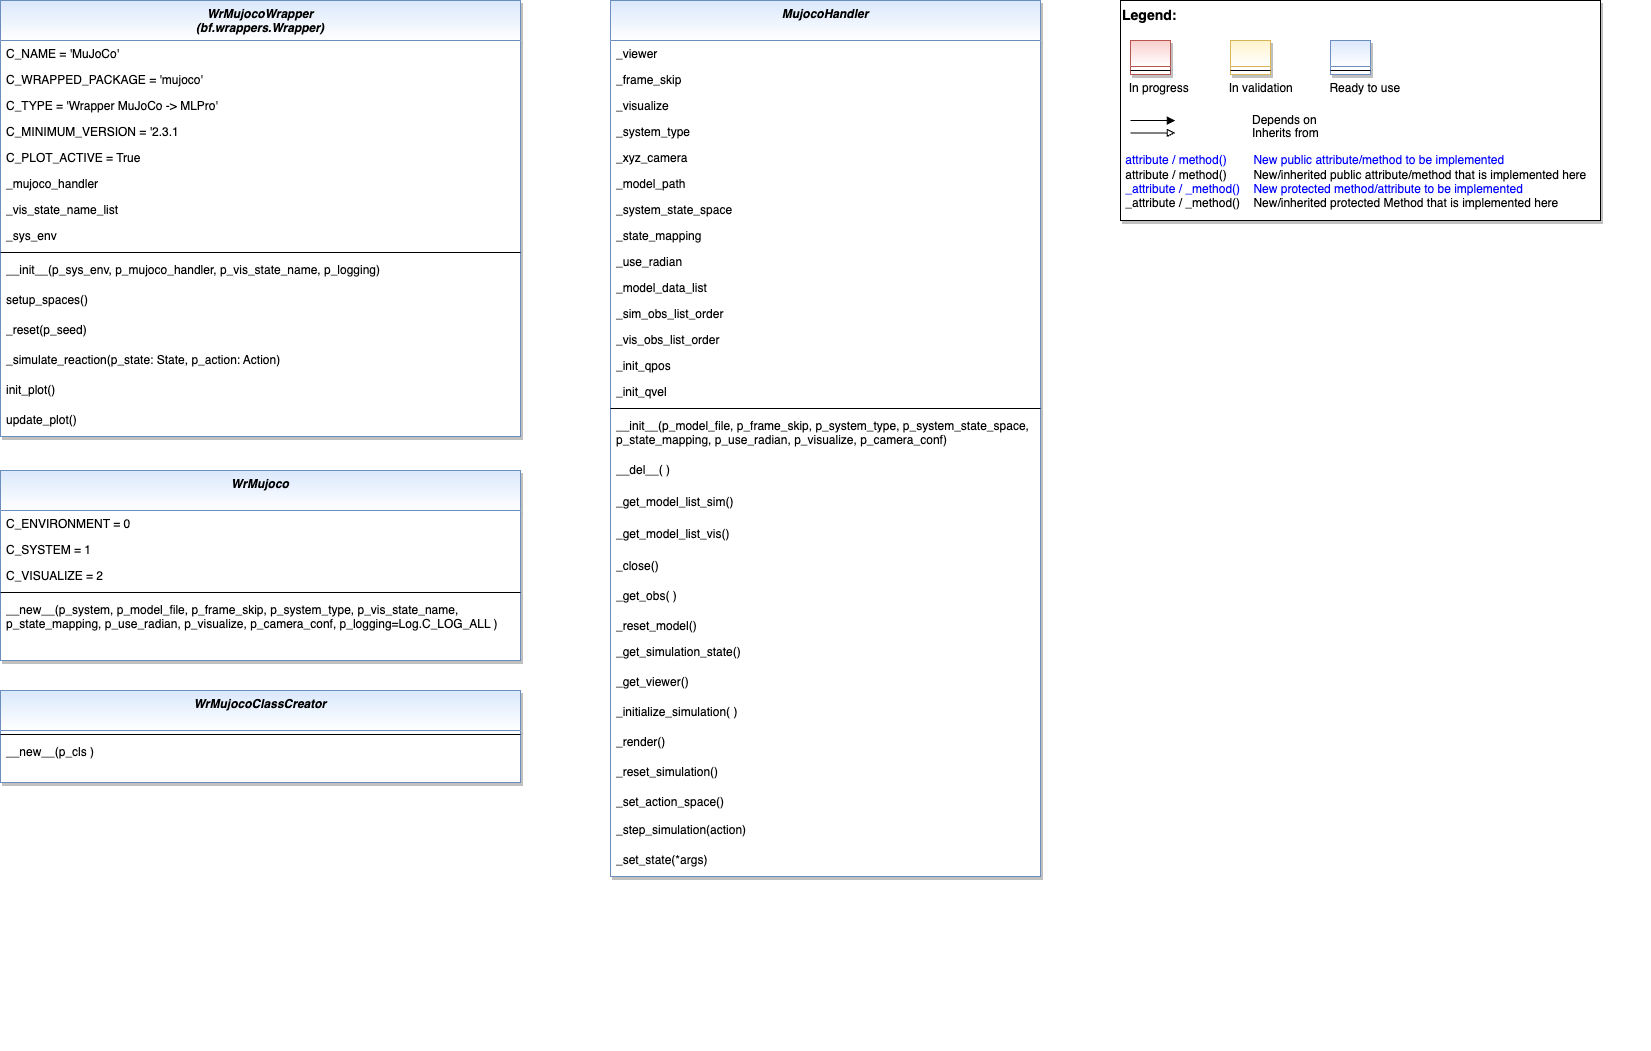 WrMujocoWrapper
(bf.wrappers.Wrapper)
C_NAME = 'MuJoCo'
C_WRAPPED_PACKAGE = 'mujoco'
C_TYPE = 'Wrapper MuJoCo -> MLPro'
C_MINIMUM_VERSION = '2.3.1
C_PLOT_ACTIVE = True
_mujoco_handler
_vis_state_name_list
_sys_env
__init__(p_sys_env, p_mujoco_handler, p_vis_state_name, p_logging)
setup_spaces()
_reset(p_seed)
_simulate_reaction(p_state: State, p_action: Action)
init_plot()
update_plot()
WrMujoco
C_ENVIRONMENT = 0
C_SYSTEM = 1
C_VISUALIZE = 2
__new__(p_system, p_model_file, p_frame_skip, p_system_type, p_vis_state_name,
p_state_mapping, p_use_radian, p_visualize, p_camera_conf, p_logging=Log.C_LOG_ALL )
WrMujocoClassCreator
__new__(p_cls )
MujocoHandler
_viewer
_frame_skip
_visualize
_system_type
_xyz_camera
_model_path
_system_state_space
_state_mapping
_use_radian
_model_data_list
_sim_obs_list_order
_vis_obs_list_order
_init_qpos
_init_qvel
__init__(p_model_file, p_frame_skip, p_system_type, p_system_state_space,
p_state_mapping, p_use_radian, p_visualize, p_camera_conf)
__del__( )
_get_model_list_sim()
_get_model_list_vis()
_close()
_get_obs( )
_reset_model()
_get_simulation_state()
_get_viewer()
_initialize_simulation( )
_render()
_reset_simulation()
_set_action_space()
_step_simulation(action)
_set_state(*args)
Legend:
In progress In validation Ready to use
Depends on
Inherits from
attribute / method() New public attribute/method to be implemented
attribute / method() New/inherited public attribute/method that is implemented here
_attribute / _method() New protected method/attribute to be implemented
_attribute / _method() New/inherited protected Method that is implemented here